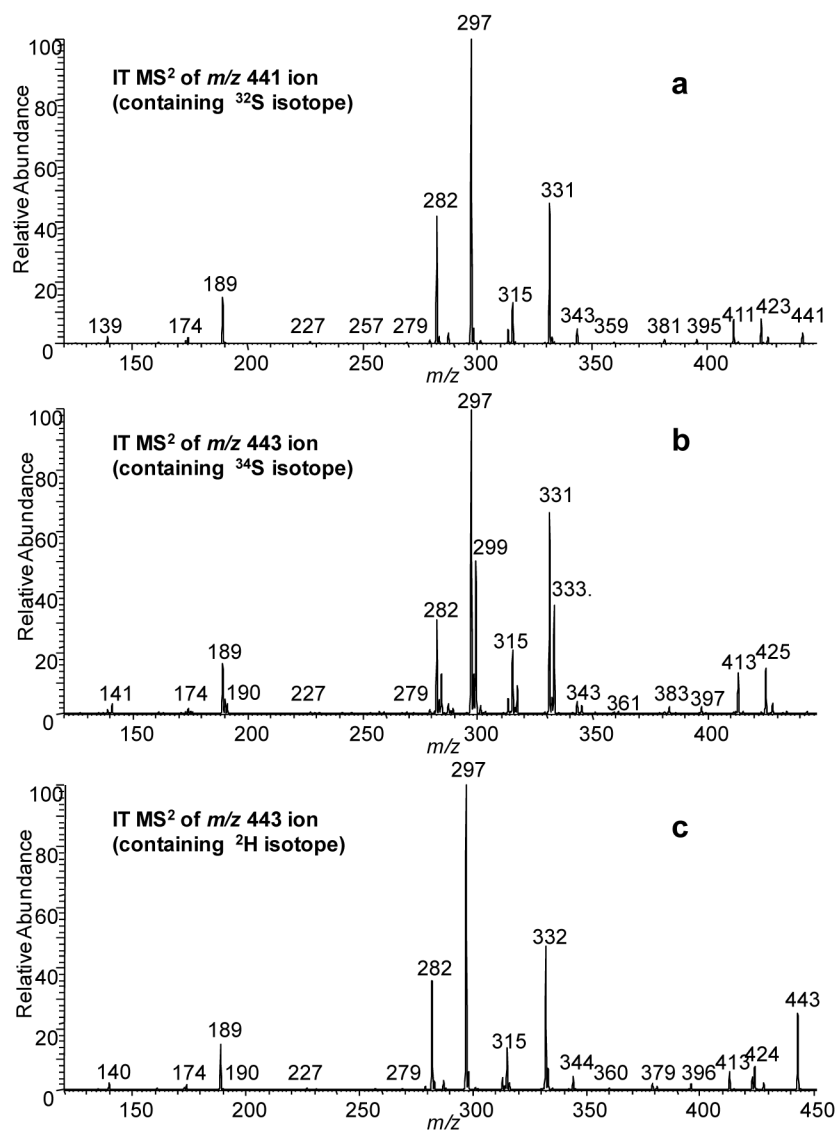 297
100
IT MS² of m/z 441 ion
(containing ³²S isotope)
a
80
Relative Abundance
60
331
282
40
189
20
315
139 174 227 257 279 343 359 381 395 411 423 441
0
150 200 250 300 350 400
m/z
297
100
IT MS² of m/z 443 ion
(containing ³⁴S isotope)
b
80
Relative Abundance
331
60
299
333.
40
282
189
315
20
413 425
141 174 190 227 279 343 361 383 397
0
150 200 250 300 350 400
m/z
297
100
IT MS² of m/z 443 ion
(containing ²H isotope)
c
80
Relative Abundance
60
332
282
40
443
189
20
315
140 174 190 227 279 344 360 379 396 413 424
0
150 200 250 300 350 400 450
m/z